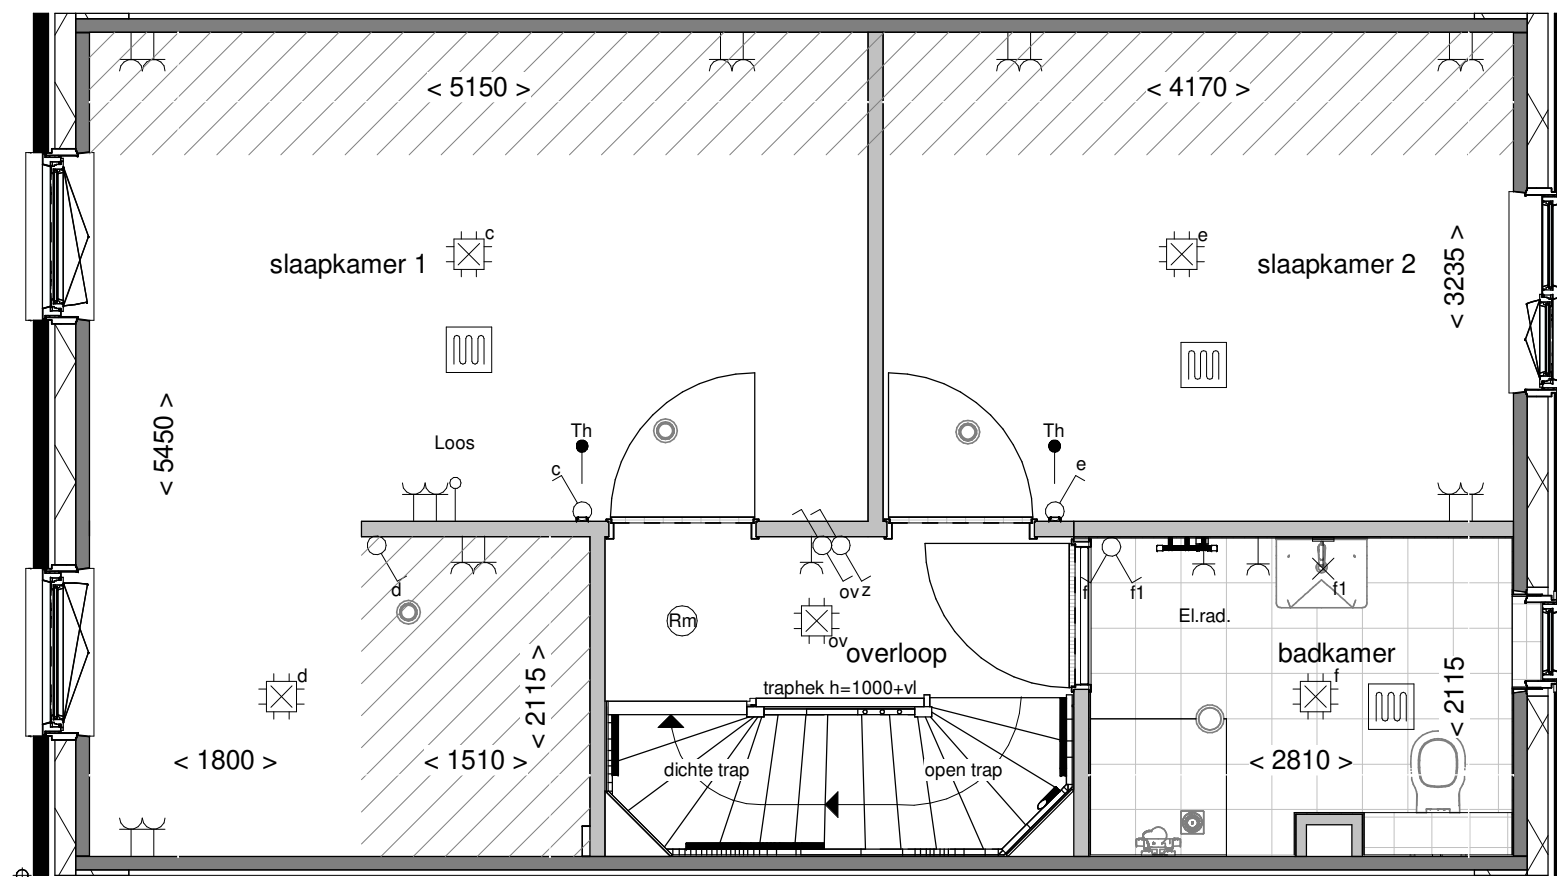 < 5150 >
< 4170 >
c
slaapkamer 1
e
slaapkamer 2
< 3235 >
< 5450 >
Loos
Th
c
Th
e
d
ov z
f
f1
f1
Rm
ov
El.rad.
overloop
badkamer
f
d
traphek h=1000+vl
< 2115 >
< 2115
< 1800 >
< 1510 >
dichte trap
open trap
< 2810 >